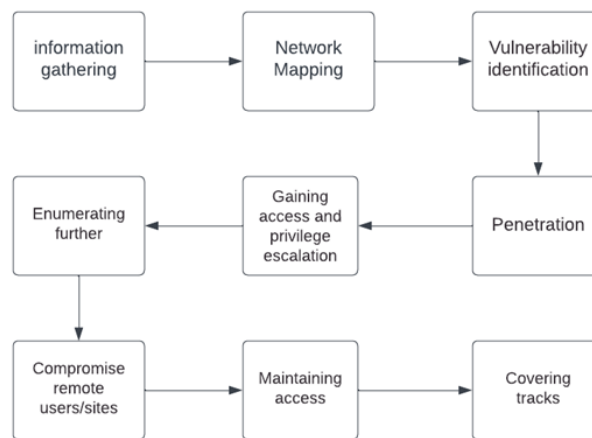 information
gathering
Network
Mapping
Vulnerability
identification
Penetration
Gaining
access and
privilege
escalation
Enumerating
further
Compromise
remote
users/sites
Maintaining
access
Covering
tracks